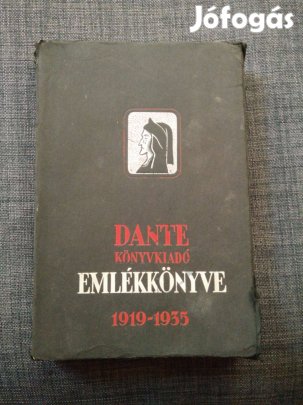 Jófogás
DANTE
KÖNYVKIADÓ
EMLÉKKÖNYVE
1919-1935